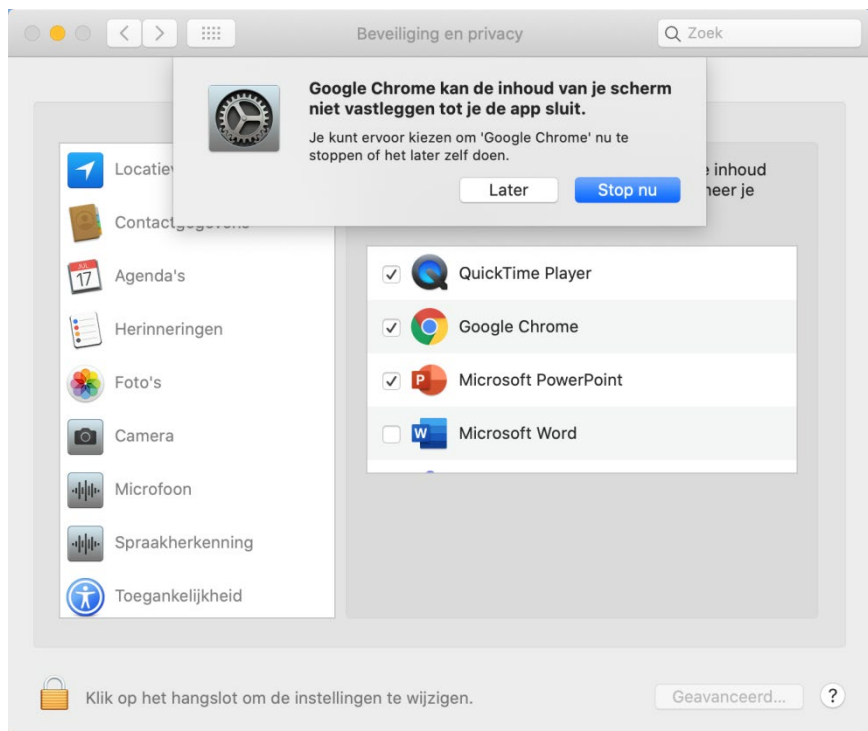 Beveiliging en privacy
Zoek
Google Chrome kan de inhoud van je scherm
niet vastleggen tot je de app sluit.
Je kunt ervoor kiezen om 'Google Chrome' nu te
stoppen of het later zelf doen.
Later
Stop nu
inhoud
je
Contactgegevens
JUL
17
Agenda's
Herinneringen
Foto's
Camera
Microfoon
Spraakherkenning
Toegankelijkheid
QuickTime Player
Google Chrome
P
Microsoft PowerPoint
W
Microsoft Word
Klik op het hangslot om de instellingen te wijzigen.
Geavanceerd...
?